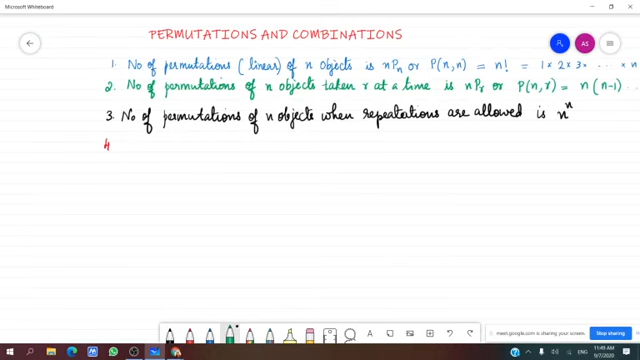 Microsoft Whiteboard
AS
PERMUTATIONS AND COMBINATIONS
1. No of permutations (linear) of n objects is nPn or P(n,n) = n! = 1 × 2 × 3 × ... × n
2. No of permutations of n objects taken r at a time is nPr or P(n,r) = n(n-1) ..
3. No of permutations of n objects when repeatations are allowed is nⁿ
4
meet.google.com is sharing your screen.
Stop sharing
ENG
11:45 AM
9/7/2020